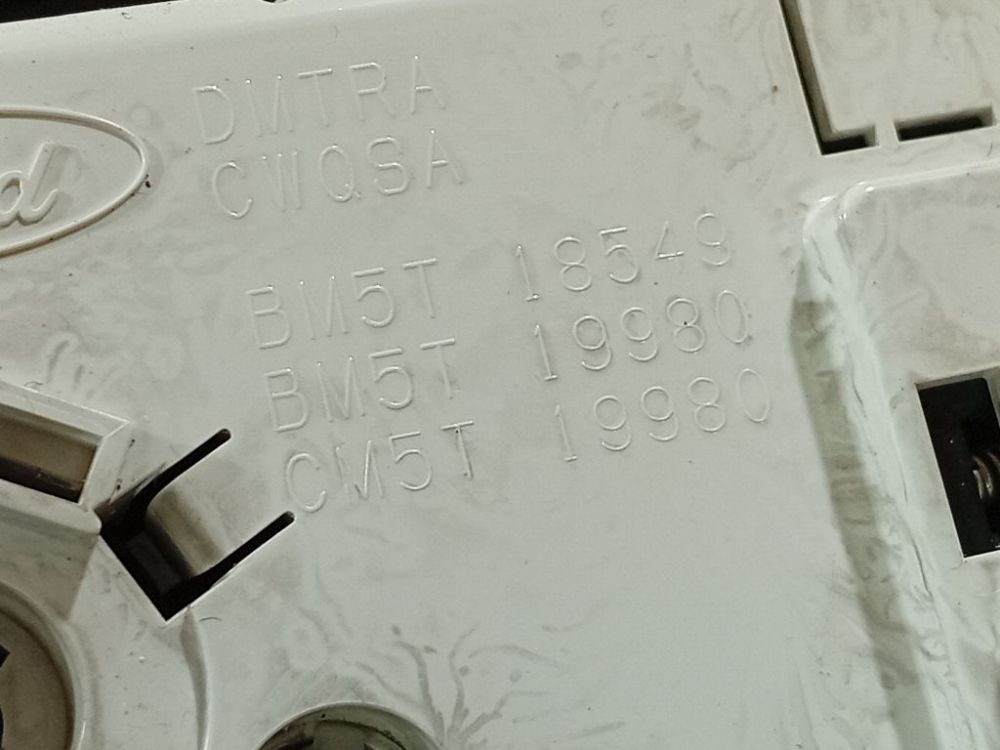 DMTRA
CWQSA
BM5T 18549
BM5T 19980
CM5T 19980